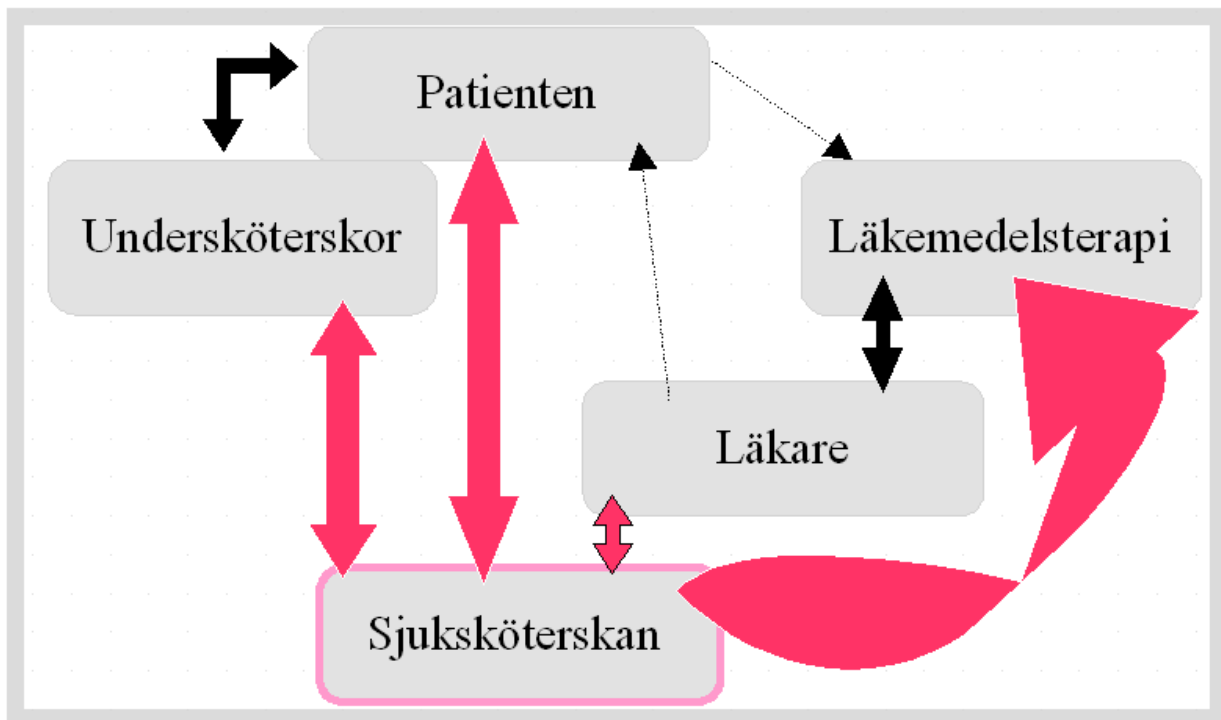 Patienten
Undersköterskor
Läkemedelsterapi
Läkare
Sjuksköterskan